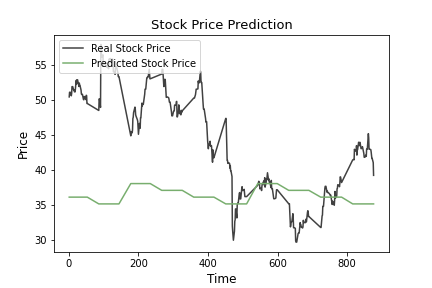 Stock Price Prediction
Real Stock Price
Predicted Stock Price
Price
55
50
45
40
35
30
0 200 400 600 800
Time